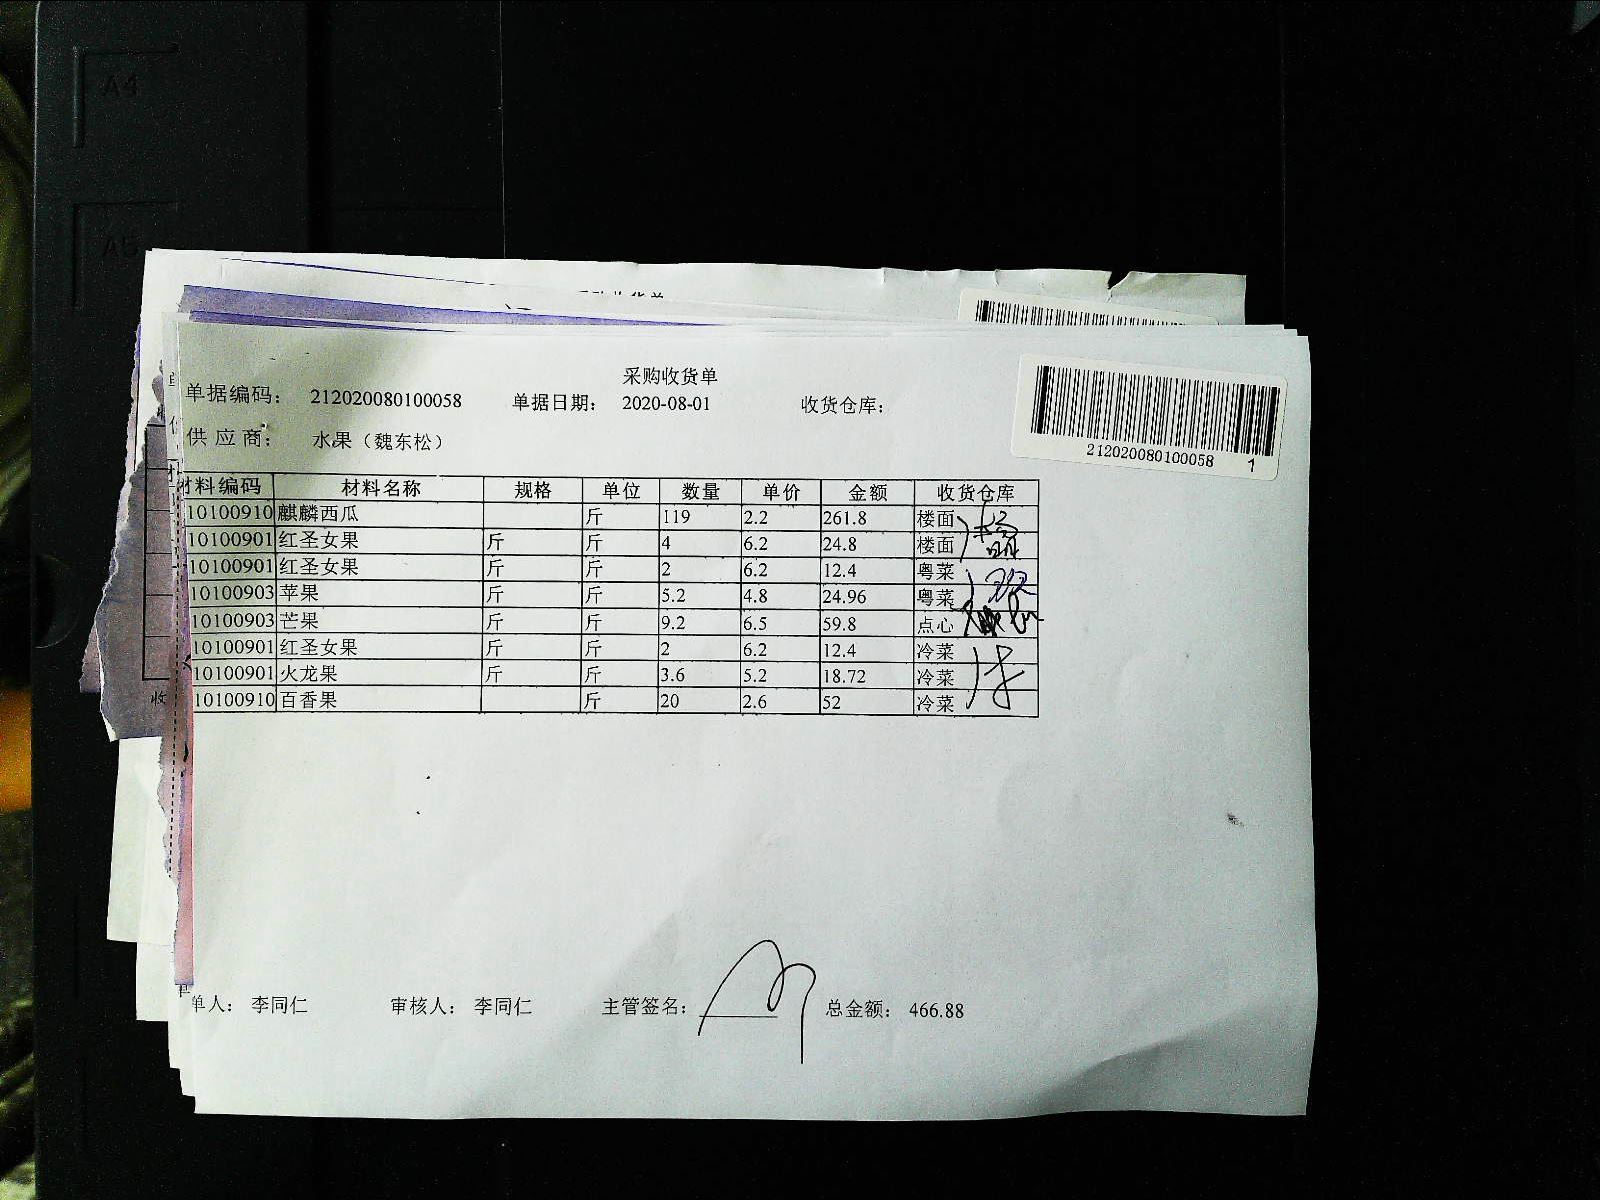 A4
A5
采购收货单
单据编码： 212020080100058 单据日期： 2020-08-01 收货仓库：
供应商： 水果（魏东松）
212020080100058 1
材料编码 材料名称 规格 单位 数量 单价 金额 收货仓库
10100910 麒麟西瓜 斤 119 2.2 261.8 楼面
10100901 红圣女果 斤 斤 4 6.2 24.8 楼面
10100901 红圣女果 斤 斤 2 6.2 12.4 粤菜
10100903 苹果 斤 斤 5.2 4.8 24.96 粤菜
10100903 芒果 斤 斤 9.2 6.5 59.8 点心
10100901 红圣女果 斤 斤 2 6.2 12.4 冷菜
10100901 火龙果 斤 斤 3.6 5.2 18.72 冷菜
10100910 百香果 斤 20 2.6 52 冷菜
收
单人： 李同仁 审核人： 李同仁 主管签名： 总金额： 466.88